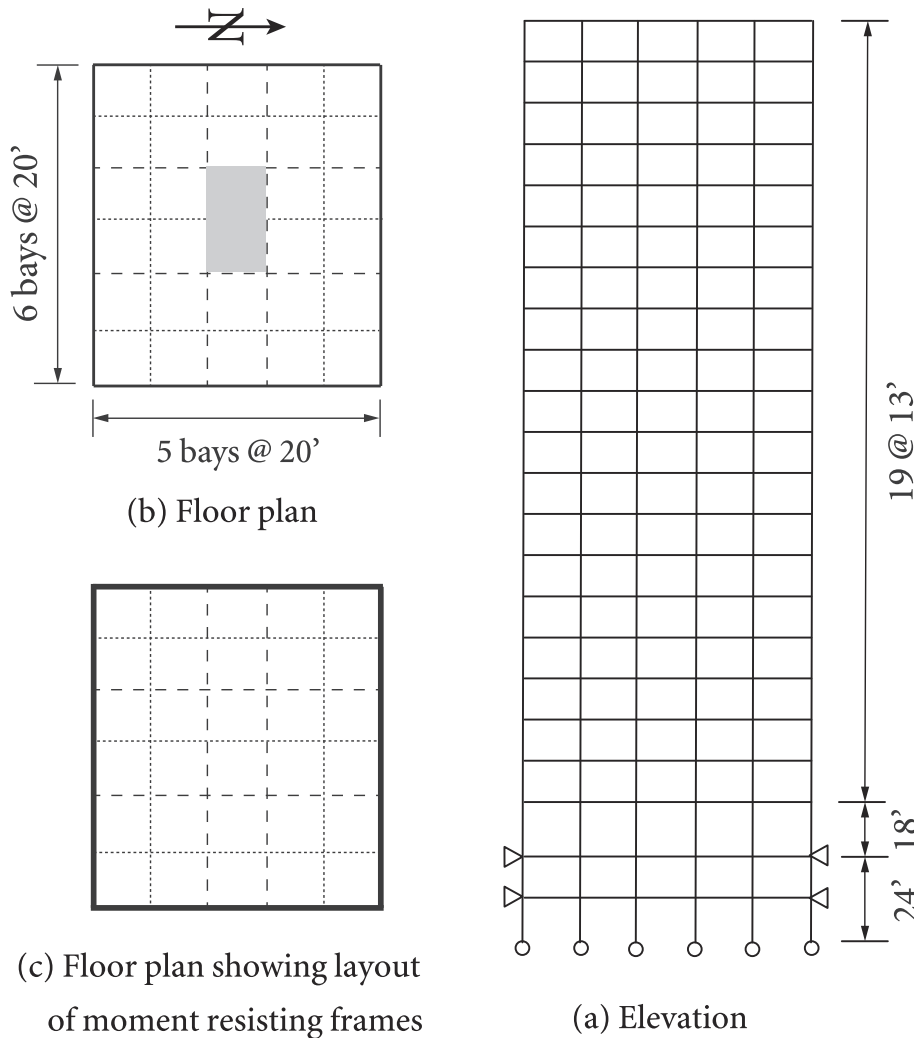 N
6 bays @ 20’
5 bays @ 20’
(b) Floor plan
(c) Floor plan showing layout
of moment resisting frames
19 @ 13’
18’
24’
(a) Elevation